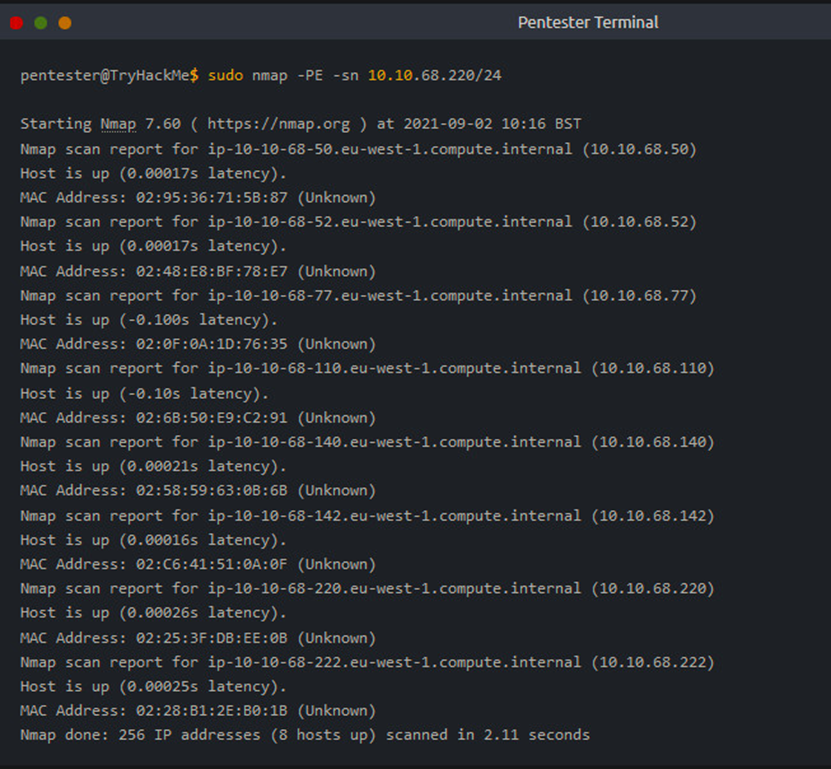 Pentester Terminal
pentester@TryHackMe$ sudo nmap -PE -sn 10.10.68.220/24
Starting Nmap 7.60 ( https://nmap.org ) at 2021-09-02 10:16 BST
Nmap scan report for ip-10-10-68-50.eu-west-1.compute.internal (10.10.68.50)
Host is up (0.00017s latency).
MAC Address: 02:95:36:71:5B:87 (Unknown)
Nmap scan report for ip-10-10-68-52.eu-west-1.compute.internal (10.10.68.52)
Host is up (0.00017s latency).
MAC Address: 02:48:E8:BF:78:E7 (Unknown)
Nmap scan report for ip-10-10-68-77.eu-west-1.compute.internal (10.10.68.77)
Host is up (-0.100s latency).
MAC Address: 02:0F:0A:1D:76:35 (Unknown)
Nmap scan report for ip-10-10-68-110.eu-west-1.compute.internal (10.10.68.110)
Host is up (-0.10s latency).
MAC Address: 02:6B:50:E9:C2:91 (Unknown)
Nmap scan report for ip-10-10-68-140.eu-west-1.compute.internal (10.10.68.140)
Host is up (0.00021s latency).
MAC Address: 02:58:59:63:0B:6B (Unknown)
Nmap scan report for ip-10-10-68-142.eu-west-1.compute.internal (10.10.68.142)
Host is up (0.00016s latency).
MAC Address: 02:C6:41:51:0A:0F (Unknown)
Nmap scan report for ip-10-10-68-220.eu-west-1.compute.internal (10.10.68.220)
Host is up (0.00026s latency).
MAC Address: 02:25:3F:DB:EE:0B (Unknown)
Nmap scan report for ip-10-10-68-222.eu-west-1.compute.internal (10.10.68.222)
Host is up (0.00025s latency).
MAC Address: 02:28:B1:2E:B0:1B (Unknown)
Nmap done: 256 IP addresses (8 hosts up) scanned in 2.11 seconds